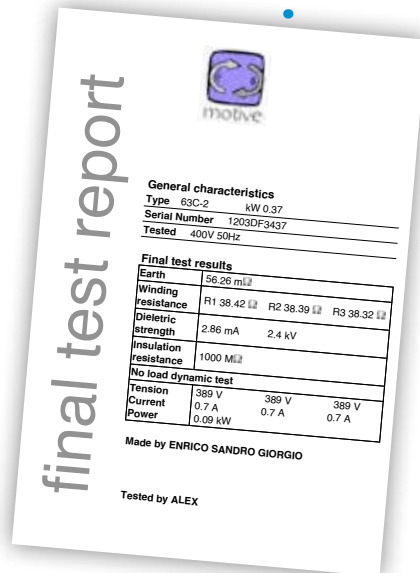 final test report
motive
General characteristics
Type 63C-2 kW 0.37
Serial Number 1203DF3437
Tested 400V 50Hz
Final test results
Earth 56.26 mΩ
Winding resistance R1 38.42 Ω R2 38.39 Ω R3 38.32 Ω
Dieletric strength 2.86 mA 2.4 kV
Insulation resistance 1000 MΩ
No load dynamic test
Tension 389 V 389 V 389 V
Current 0.7 A 0.7 A 0.7 A
Power 0.09 kW
Made by ENRICO SANDRO GIORGIO
Tested by ALEX